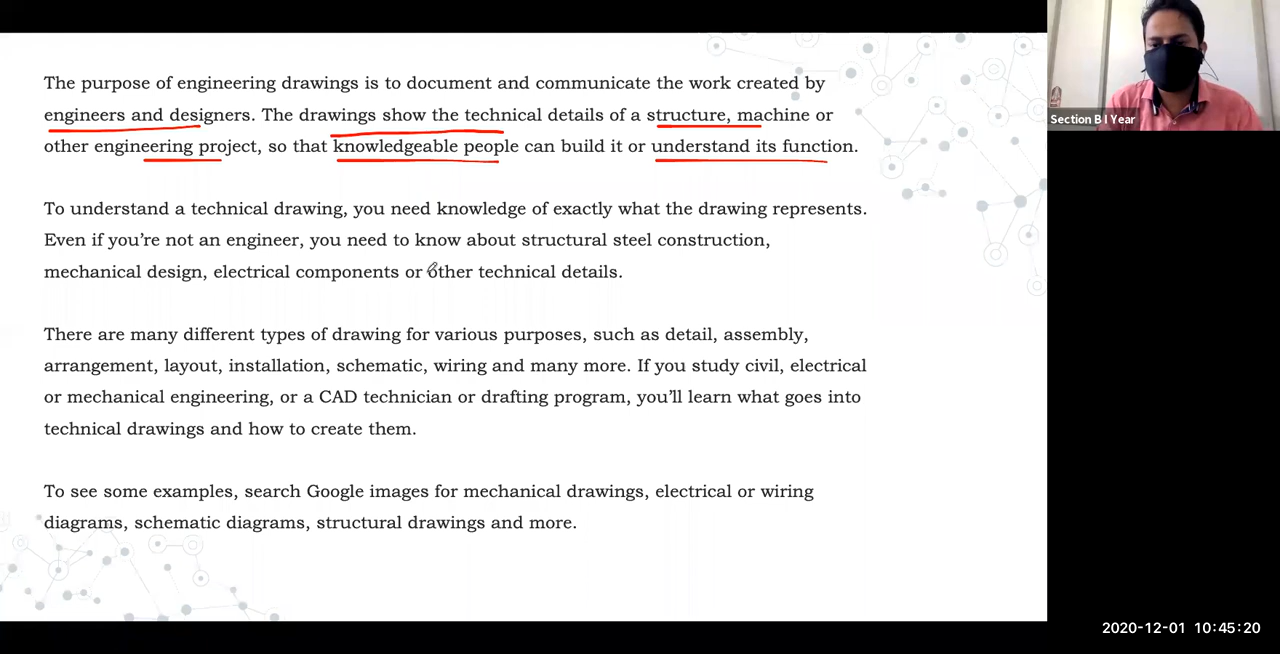 The purpose of engineering drawings is to document and communicate the work created by
engineers and designers. The drawings show the technical details of a structure, machine or
other engineering project, so that knowledgeable people can build it or understand its function.
To understand a technical drawing, you need knowledge of exactly what the drawing represents.
Even if you’re not an engineer, you need to know about structural steel construction,
mechanical design, electrical components or other technical details.
There are many different types of drawing for various purposes, such as detail, assembly,
arrangement, layout, installation, schematic, wiring and many more. If you study civil, electrical
or mechanical engineering, or a CAD technician or drafting program, you’ll learn what goes into
technical drawings and how to create them.
To see some examples, search Google images for mechanical drawings, electrical or wiring
diagrams, schematic diagrams, structural drawings and more.
Section B I Year
2020-12-01 10:45:20